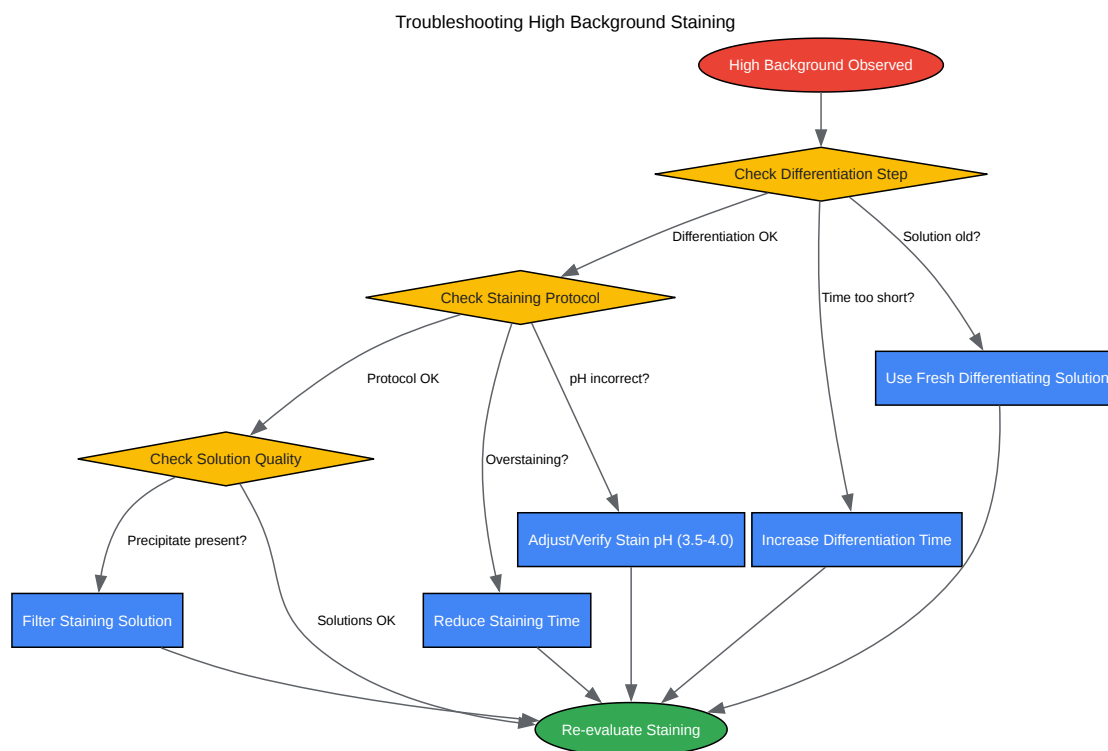 Troubleshooting High Background Staining
High Background Observed
Check Differentiation Step
Differentiation OK
Solution old?
Check Staining Protocol
Time too short?
Use Fresh Differentiating Solution
Protocol OK
pH incorrect?
Check Solution Quality
Overstaining?
Precipitate present?
Adjust/Verify Stain pH (3.5-4.0)
Increase Differentiation Time
Filter Staining Solution
Solutions OK
Reduce Staining Time
Re-evaluate Staining